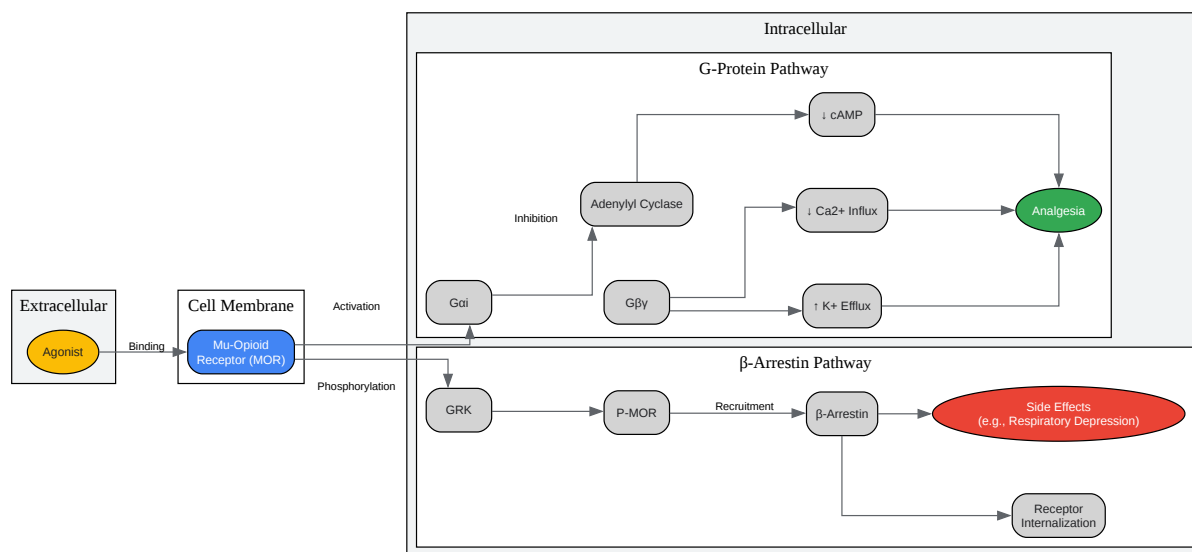 Intracellular
G-Protein Pathway
↓ cAMP
Adenylyl Cyclase
Inhibition
↓ Ca2+ Influx
Analgesia
Gαi
Gβγ
↑ K+ Efflux
Activation
Extracellular
Agonist
Binding
Cell Membrane
Mu-Opioid
Receptor (MOR)
Phosphorylation
β-Arrestin Pathway
GRK
P-MOR
Recruitment
β-Arrestin
Side Effects
(e.g., Respiratory Depression)
Receptor
Internalization